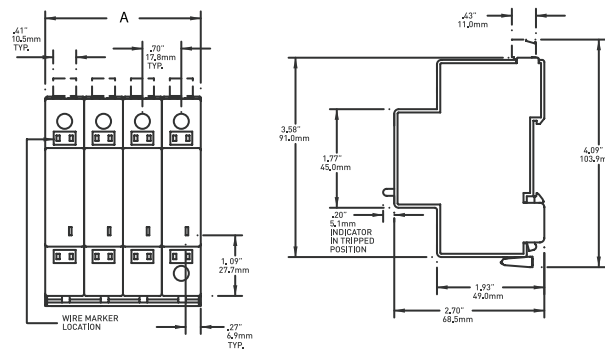 A
.41"
10.5mm
TYP.
.70"
17.8mm
TYP.
.43"
11.0mm
3.58"
91.0mm
1.77"
45.0mm
4.09"
103.9mm
.20"
5.1mm
INDICATOR
IN TRIPPED
POSITION
1.09"
27.7mm
1.93"
49.0mm
2.70"
68.5mm
WIRE MARKER
LOCATION
.27"
6.9mm
TYP.